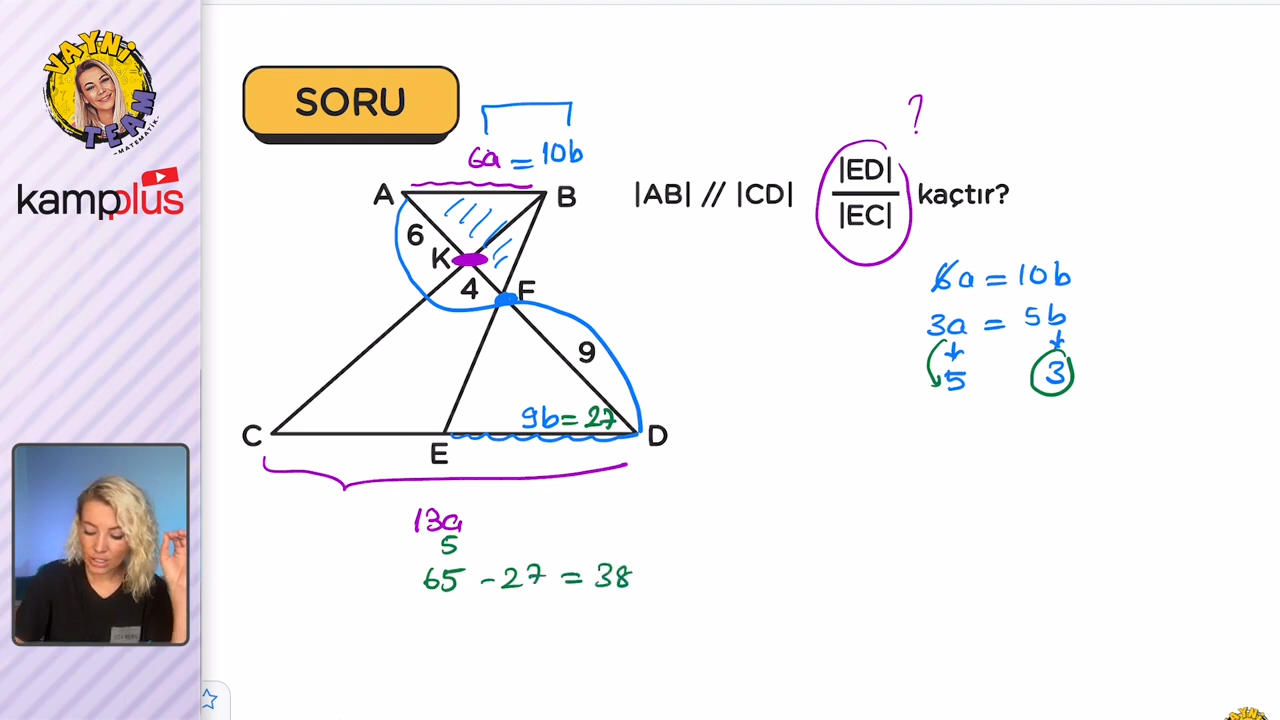 VAYNİ
TEAM
-MATEMATİK-
kampplus
SORU
6a = 10b
A
B
6
K
4
F
9
9b = 27
C
E
D
13a
5
65 - 27 = 38
?
|AB| // |CD| |ED| / |EC| kaçtır?
6a = 10b
3a = 5b
5 3